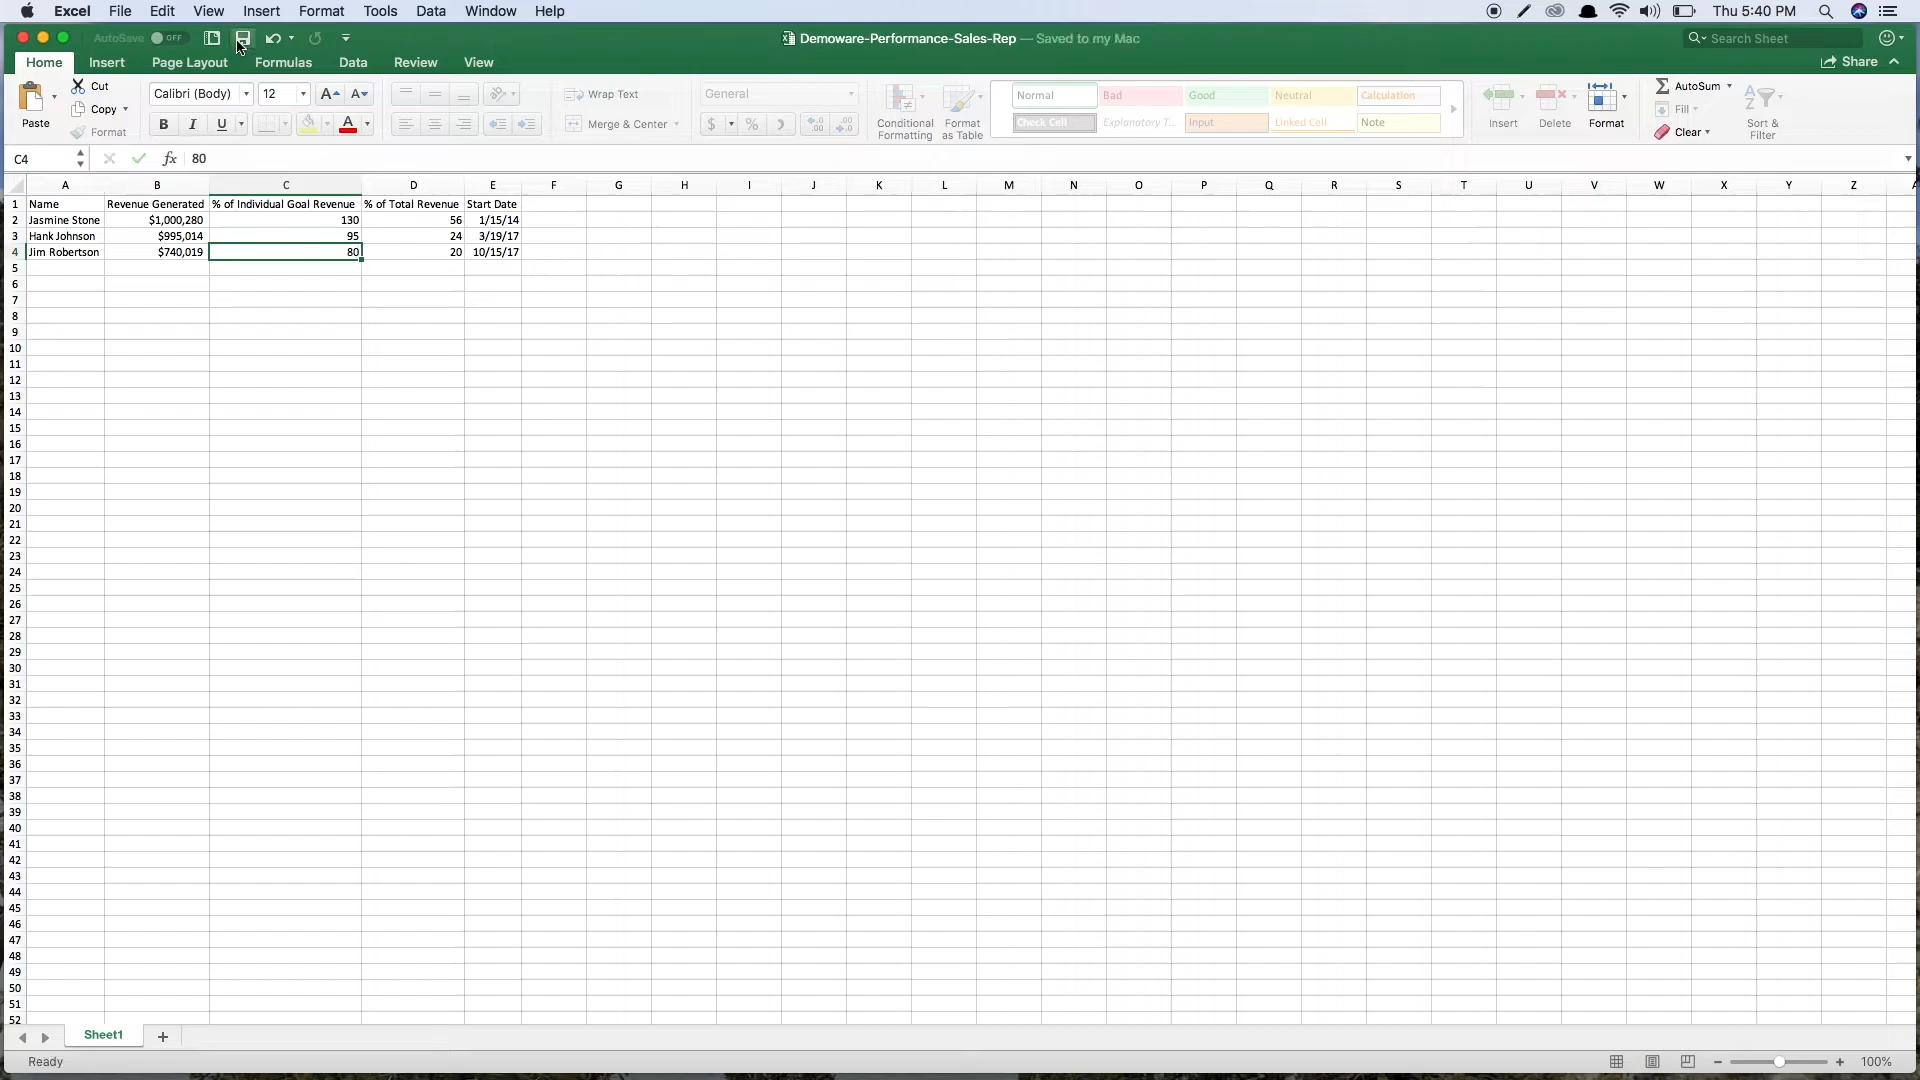 Excel File Edit View Insert Format Tools Data Window Help Thu 5:40 PM
AutoSave OFF Demoware-Performance-Sales-Rep — Saved to my Mac Search Sheet
Home Insert Page Layout Formulas Data Review View Share
Paste Cut Copy Format
Calibri (Body) 12 A A
B I U A
Wrap Text
Merge & Center
General
$ % )
Conditional Formatting
Format as Table
Normal Bad Good Neutral Calculation
Check Cell Explanatory T... Input Linked Cell Note
Insert Delete Format
AutoSum
Fill
Clear
Sort & Filter
C4 fx 80
A B C D E F G H I J K L M N O P Q R S T U V W X Y Z
1 Name Revenue Generated % of Individual Goal Revenue % of Total Revenue Start Date
2 Jasmine Stone $1,000,280 130 56 1/15/14
3 Hank Johnson $995,014 95 24 3/19/17
4 Jim Robertson $740,019 80 20 10/15/17
5
6
7
8
9
10
11
12
13
14
15
16
17
18
19
20
21
22
23
24
25
26
27
28
29
30
31
32
33
34
35
36
37
38
39
40
41
42
43
44
45
46
47
48
49
50
51
52
Sheet1 +
Ready 100%